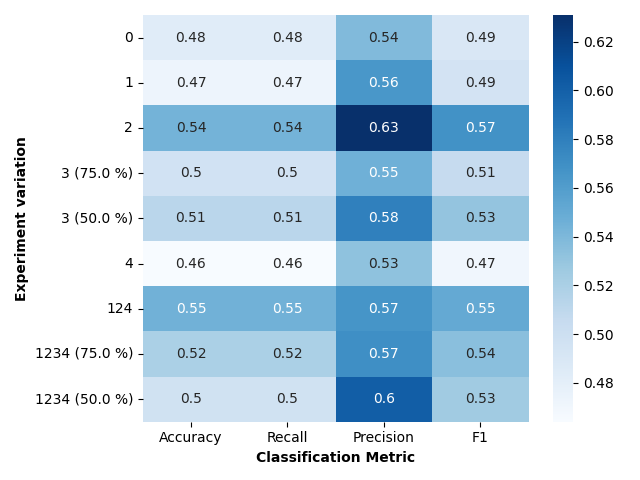 0 0.48 0.48 0.54 0.49
1 0.47 0.47 0.56 0.49
2 0.54 0.54 0.63 0.57
3 (75.0 %) 0.5 0.5 0.55 0.51
3 (50.0 %) 0.51 0.51 0.58 0.53
4 0.46 0.46 0.53 0.47
124 0.55 0.55 0.57 0.55
1234 (75.0 %) 0.52 0.52 0.57 0.54
1234 (50.0 %) 0.5 0.5 0.6 0.53
Accuracy Recall Precision F1
Classification Metric
Experiment variation
0.62
0.60
0.58
0.56
0.54
0.52
0.50
0.48